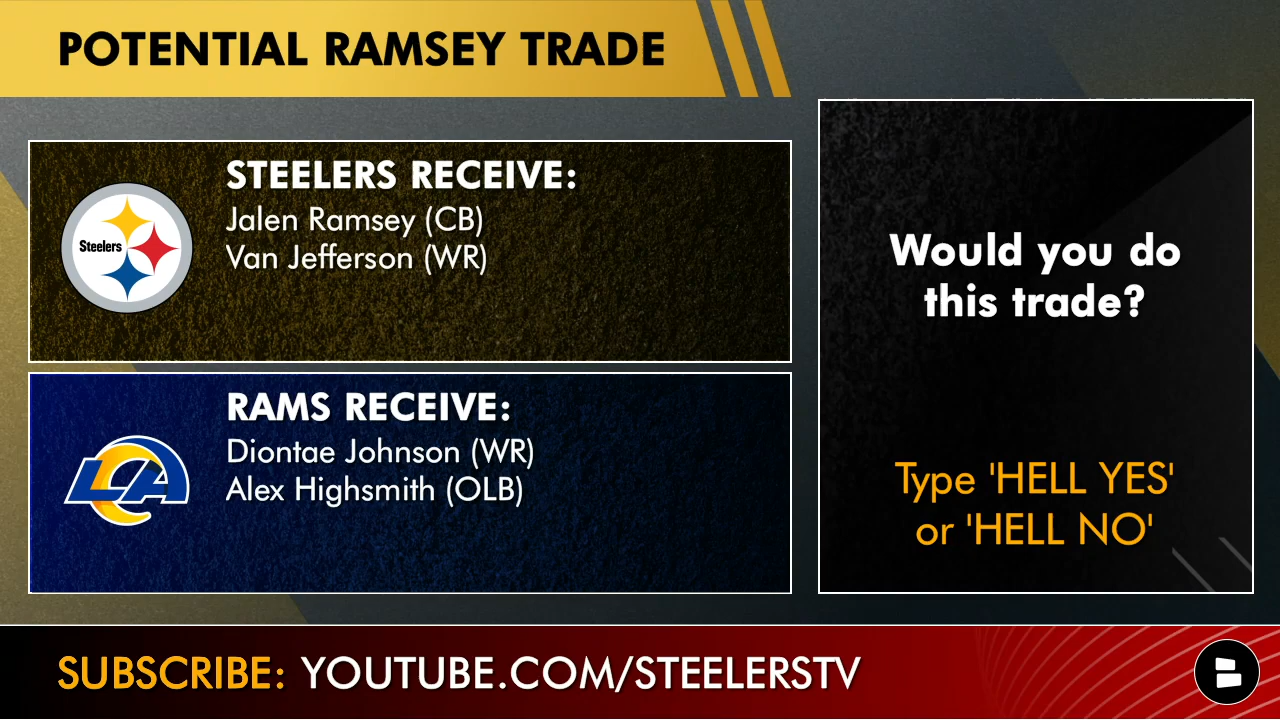 POTENTIAL RAMSEY TRADE
STEELERS RECEIVE:
Jalen Ramsey (CB)
Van Jefferson (WR)
Steelers
RAMS RECEIVE:
Diontae Johnson (WR)
Alex Highsmith (OLB)
LA
Would you do
this trade?
Type 'HELL YES'
or 'HELL NO'
SUBSCRIBE: YOUTUBE.COM/STEELERSTV